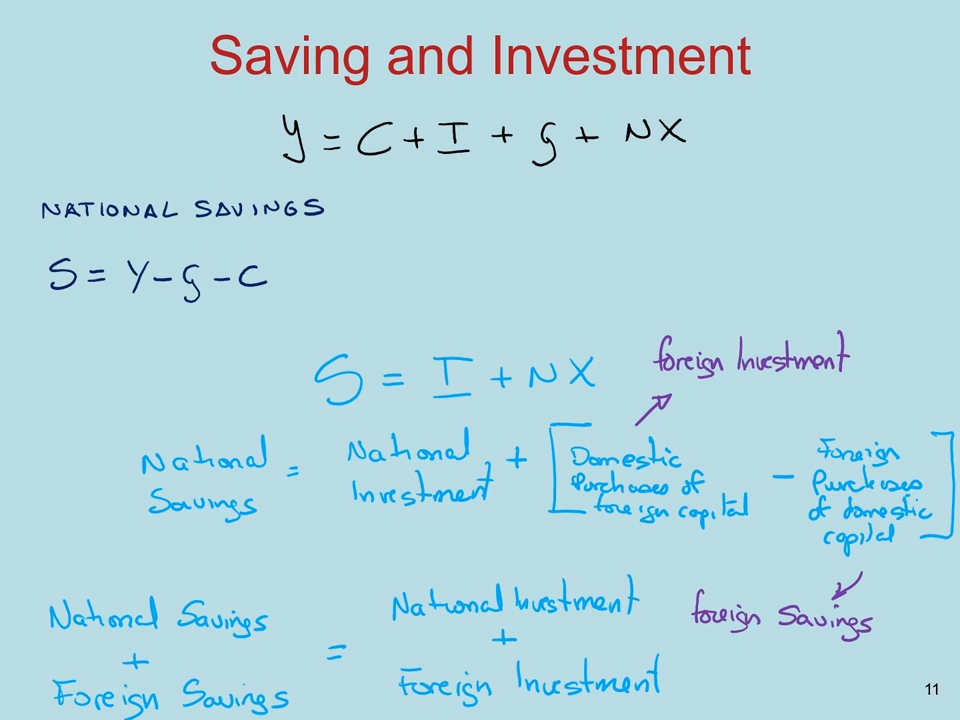 Saving and Investment
Y = C + I + g + NX
NATIONAL SAVINGS
S = Y - g - C
foreign Investment
S = I + NX
National Savings = National Investment + [Domestic Purchases of foreign capital - Foreign Purchases of domestic capital]
foreign Savings
National Savings + Foreign Savings = National Investment + Foreign Investment
11